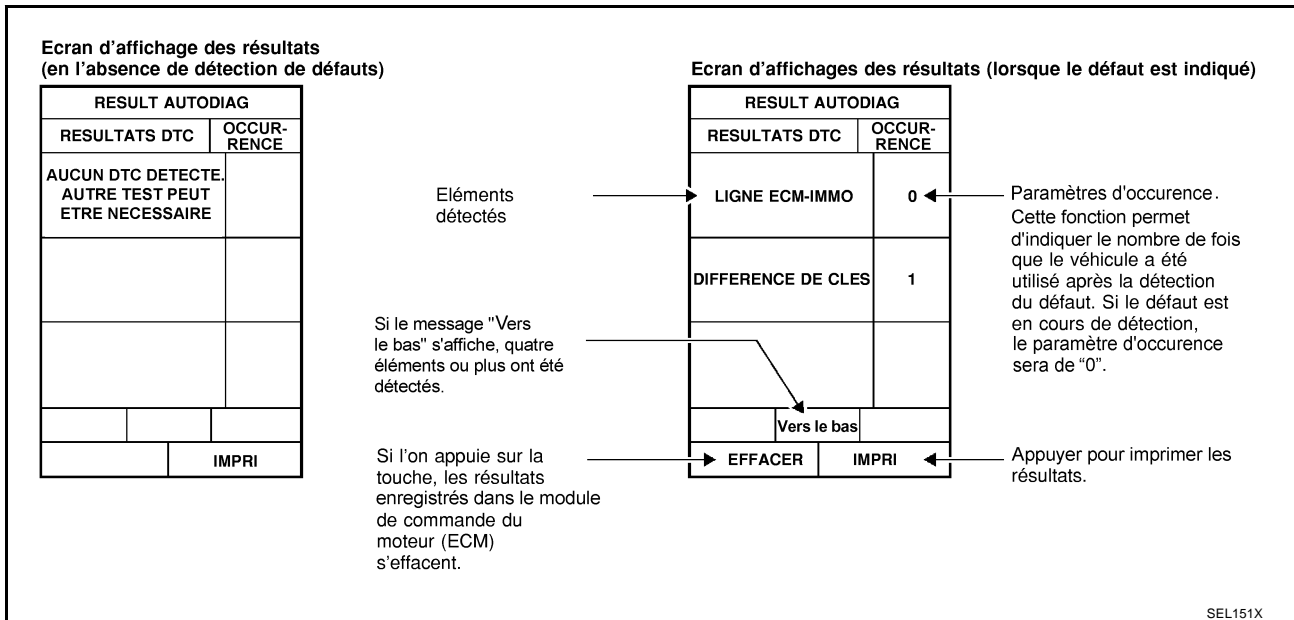 Ecran d'affichage des résultats
(en l'absence de détection de défauts)
RESULT AUTODIAG
RESULTATS DTC
OCCUR-
RENCE
AUCUN DTC DETECTE.
AUTRE TEST PEUT
ETRE NECESSAIRE
IMPRI
Eléments
détectés
Si le message "Vers
le bas" s'affiche, quatre
éléments ou plus ont été
détectés.
Si l'on appuie sur la
touche, les résultats
enregistrés dans le module
de commande du
moteur (ECM)
s'effacent.
Ecran d'affichages des résultats (lorsque le défaut est indiqué)
RESULT AUTODIAG
RESULTATS DTC
OCCUR-
RENCE
LIGNE ECM-IMMO
0
DIFFERENCE DE CLES
1
Vers le bas
EFFACER
IMPRI
Paramètres d'occurence.
Cette fonction permet
d'indiquer le nombre de fois
que le véhicule a été
utilisé après la détection
du défaut. Si le défaut est
en cours de détection,
le paramètre d'occurence
sera de “0”.
Appuyer pour imprimer les
résultats.
SEL151X